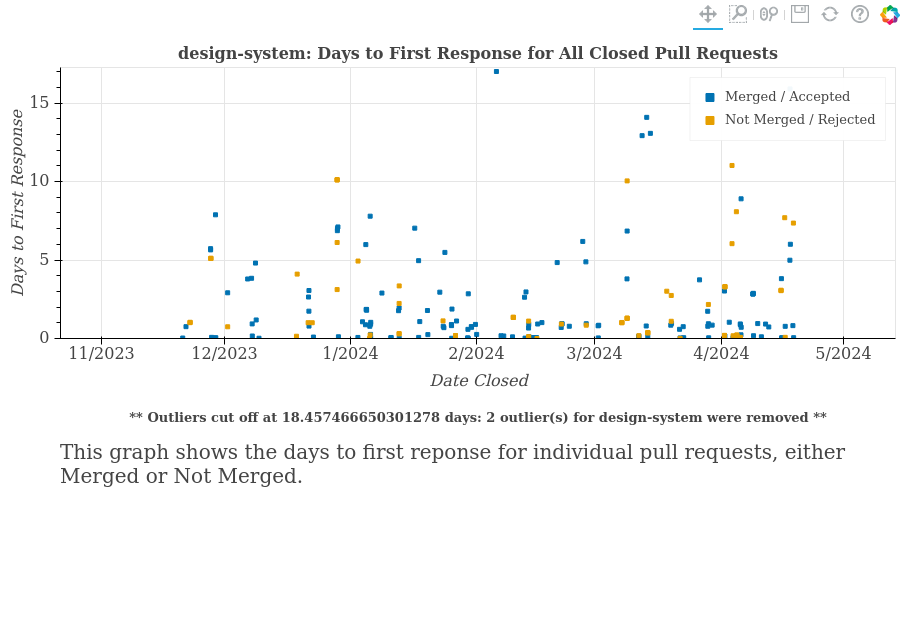 design-system: Days to First Response for All Closed Pull Requests
Merged / Accepted
Not Merged / Rejected
Days to First Response
15
10
5
0
11/2023 12/2023 1/2024 2/2024 3/2024 4/2024 5/2024
Date Closed
** Outliers cut off at 18.457466650301278 days: 2 outlier(s) for design-system were removed **
This graph shows the days to first reponse for individual pull requests, either
Merged or Not Merged.